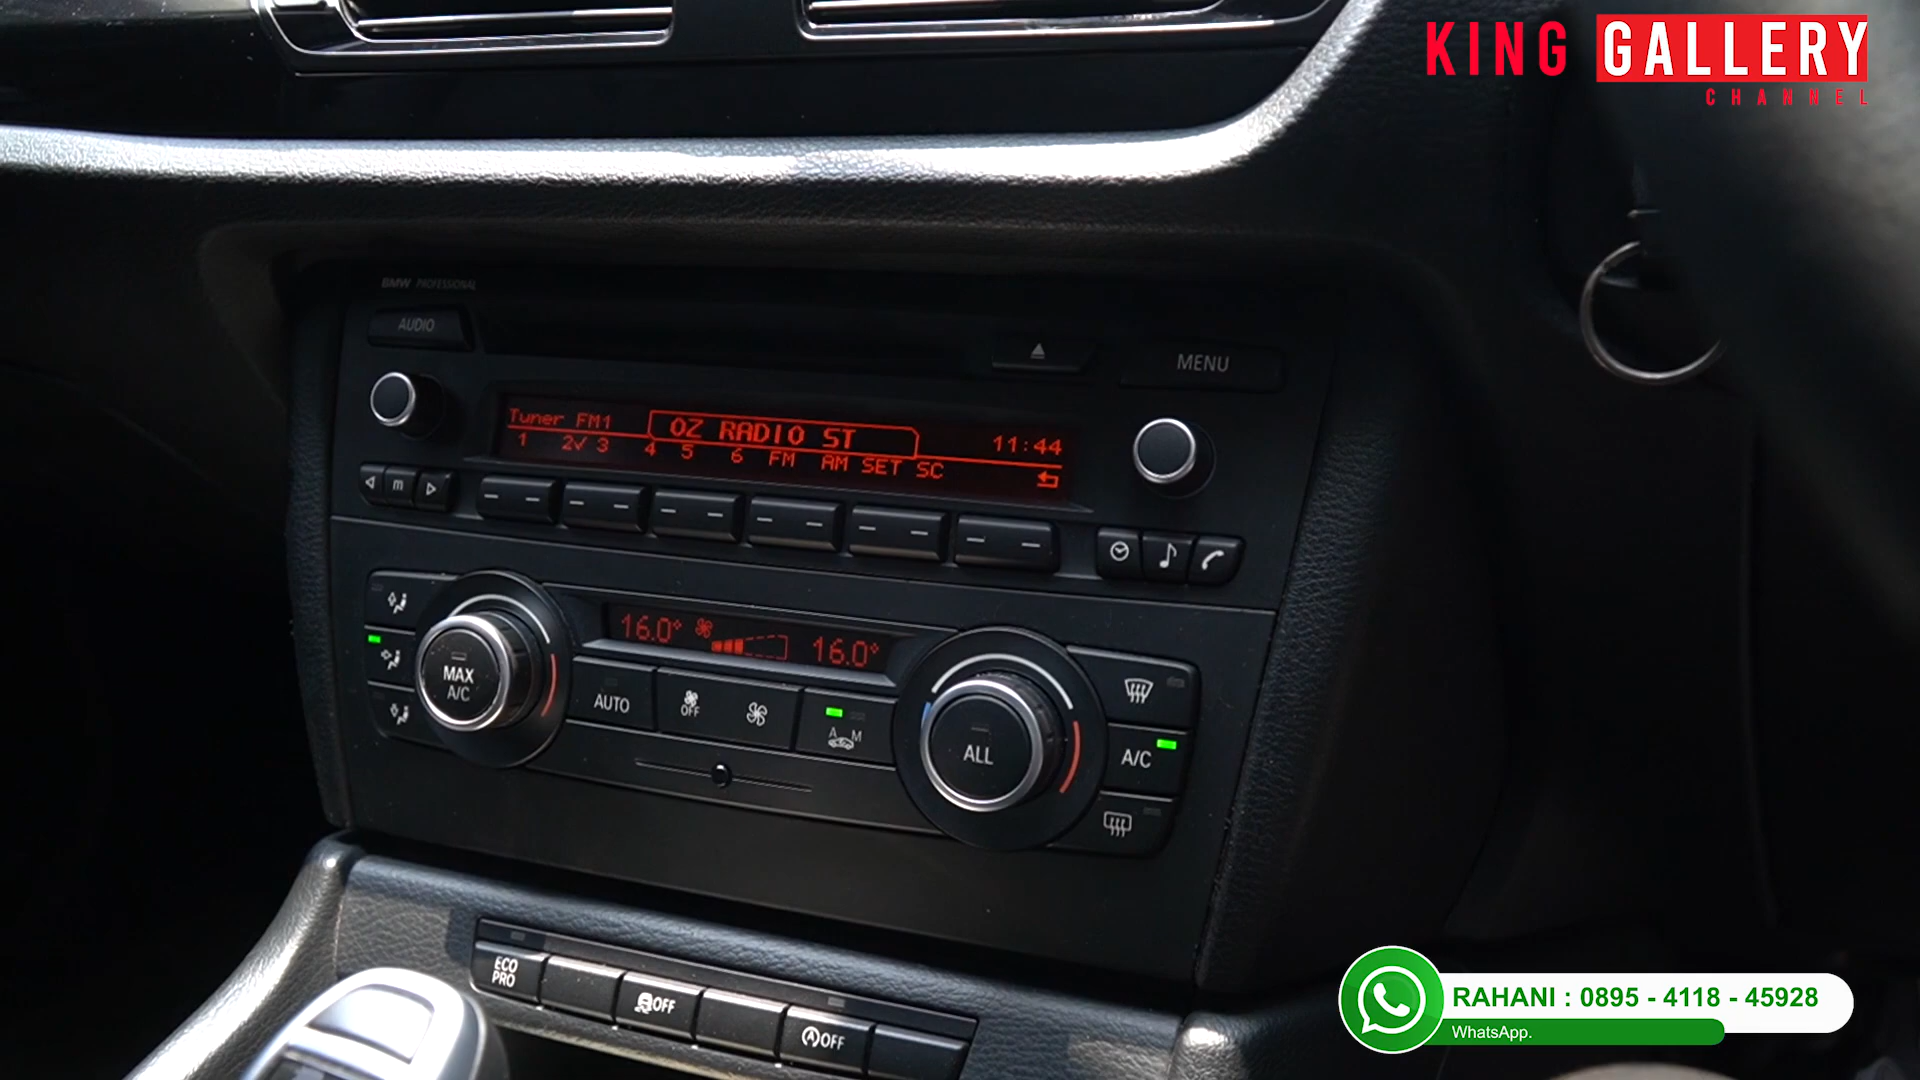 KING GALLERY
CHANNEL
BMW PROFESSIONAL
AUDIO
MENU
Tuner FM1 OZ RADIO ST 11:44
1 2✓ 3 4 5 6 FM AM SET SC
m
16.0° 16.0°
MAX
A/C
AUTO
OFF
A M
ALL
A/C
ECO
PRO
OFF
OFF
RAHANI : 0895 - 4118 - 45928
WhatsApp.